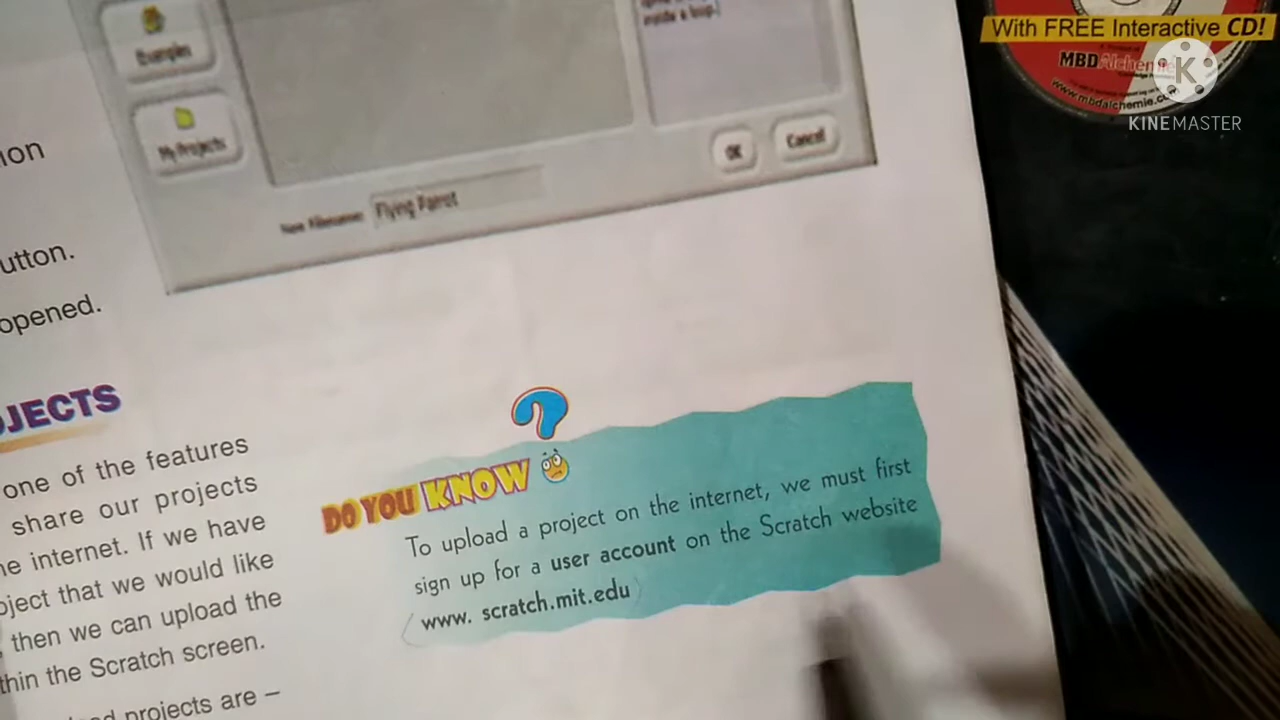 inside a loop.
Examples
My Projects
OK
Cancel
New Filename:
Flying Parrot
With FREE Interactive CD!
MBD Alchemie
www.mbdalchemie.com
KINEMASTER
utton.
opened.
JECTS
one of the features
share our projects
internet. If we have
that we would like
then we can upload the
the Scratch screen.
projects are –
DO YOU KNOW ?
To upload a project on the internet, we must first
sign up for a user account on the Scratch website
www. scratch.mit.edu